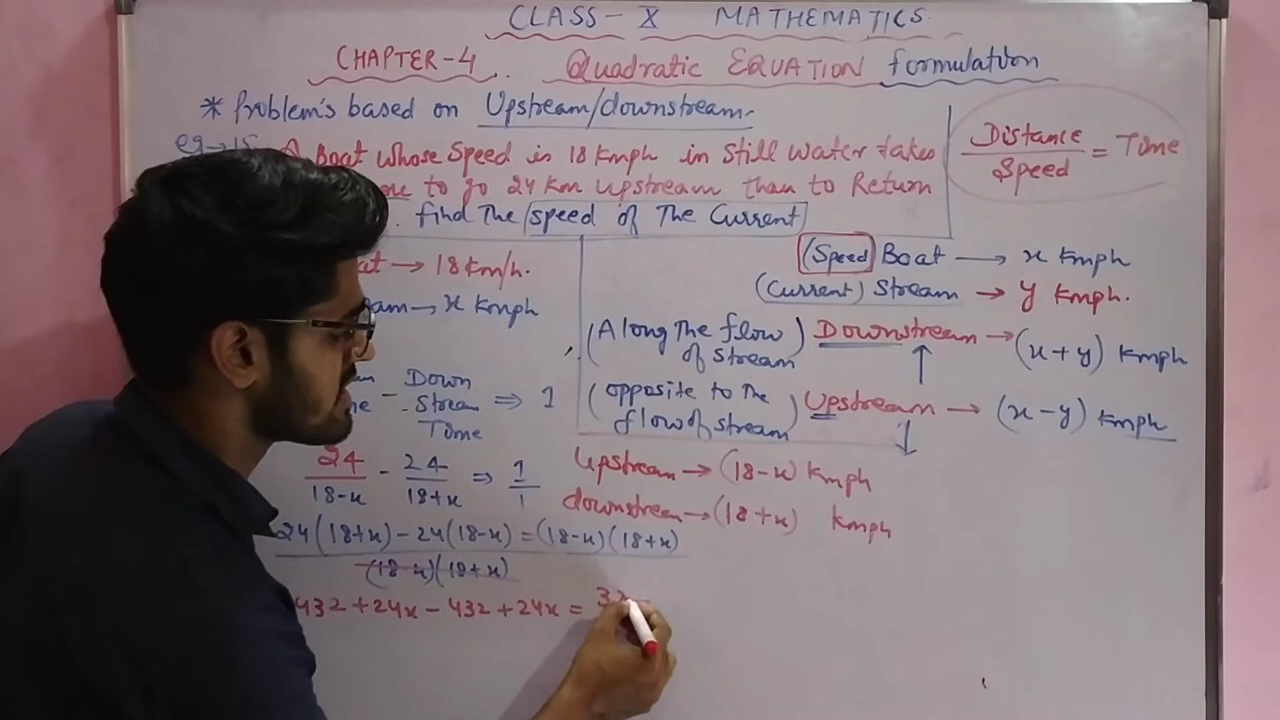 CLASS - X MATHEMATICS.
CHAPTER-4 Quadratic EQUATION formulation
* Problem's based on Upstream/downstream.
eg→15. A Boat whose speed is 18 Kmph in still water takes
to go 24 Km Upstream than to Return
. find The speed of The Current
Distance/Speed = Time
→ 18 Km/h.
→ x Kmph
- Down Stream Time => 1
24/(18-x) - 24/(18+x) => 1/1
24(18+x) - 24(18-x) = (18-x)(18+x)
(18-x)(18+x)
432 + 24x - 432 + 24x = 32
(Speed) Boat → x Kmph
(Current) Stream → y Kmph.
(Along The flow of stream) Downstream → (x+y) Kmph
(opposite to The flow of stream) Upstream → (x-y) Kmph
Upstream → (18-x) Kmph
downstream → (18+x) Kmph